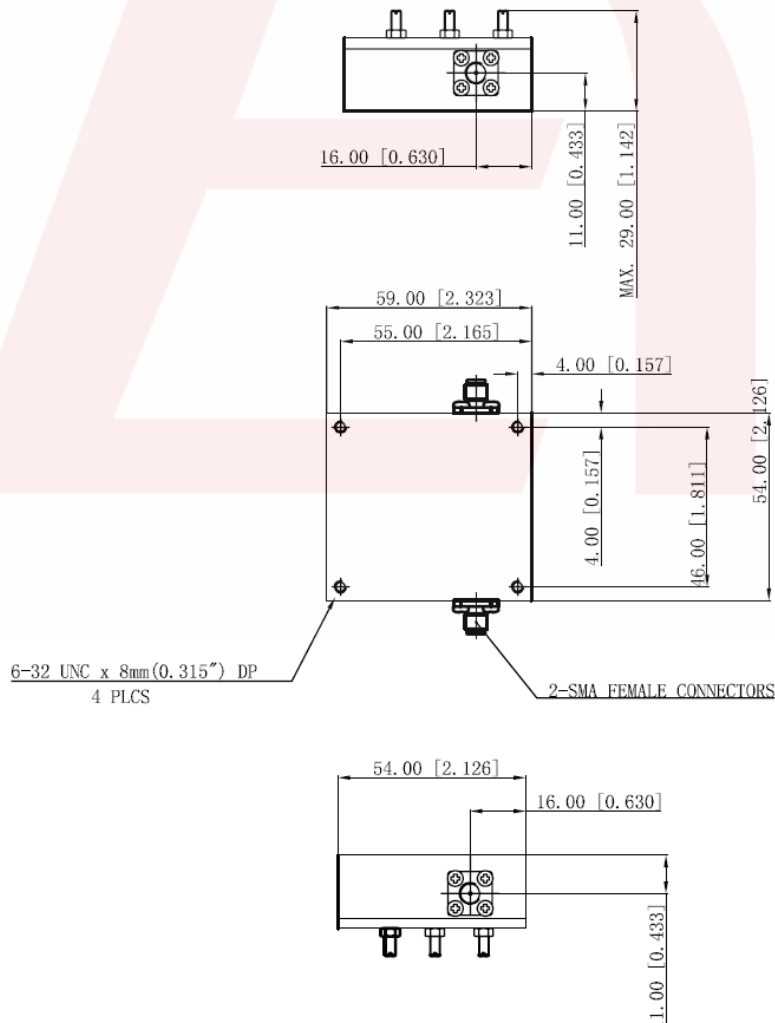 16.00 [0.630]
11.00 [0.433]
MAX. 29.00 [1.142]
59.00 [2.323]
55.00 [2.165]
4.00 [0.157]
4.00 [0.157]
46.00 [1.811]
54.00 [2.126]
6-32 UNC x 8mm(0.315″) DP
4 PLCS
2-SMA FEMALE CONNECTORS
54.00 [2.126]
16.00 [0.630]
1.00 [0.433]